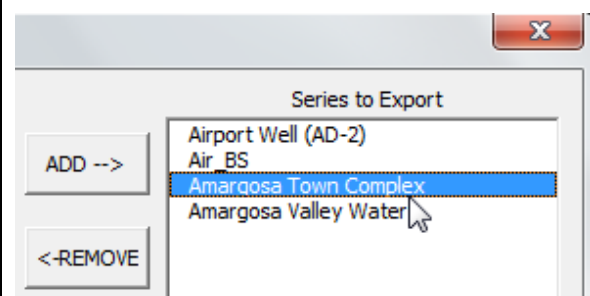 Series to Export
ADD -->
Airport Well (AD-2)
Air_BS
Amargosa Town Complex
Amargosa Valley Water
<-REMOVE